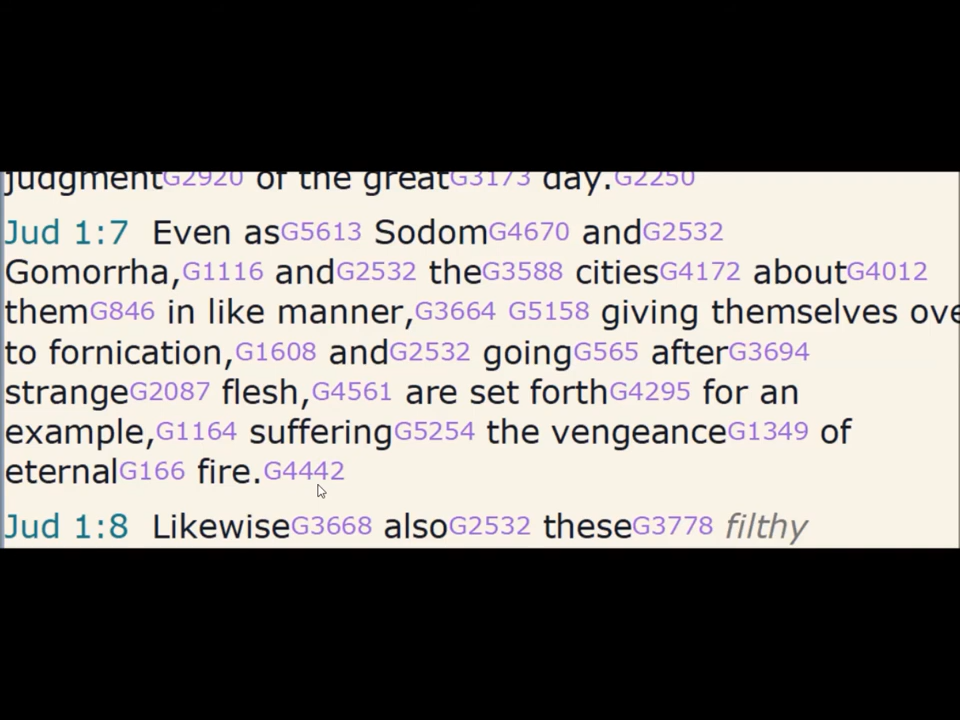 judgmentG2920 of the greatG3173 day.G2250
Jud 1:7 Even asG5613 SodomG4670 andG2532
Gomorrha,G1116 andG2532 theG3588 citiesG4172 aboutG4012
themG846 in like manner,G3664 G5158 giving themselves ove
to fornication,G1608 andG2532 goingG565 afterG3694
strangeG2087 flesh,G4561 are set forthG4295 for an
example,G1164 sufferingG5254 the vengeanceG1349 of
eternalG166 fire.G4442
Jud 1:8 LikewiseG3668 alsoG2532 theseG3778 filthy